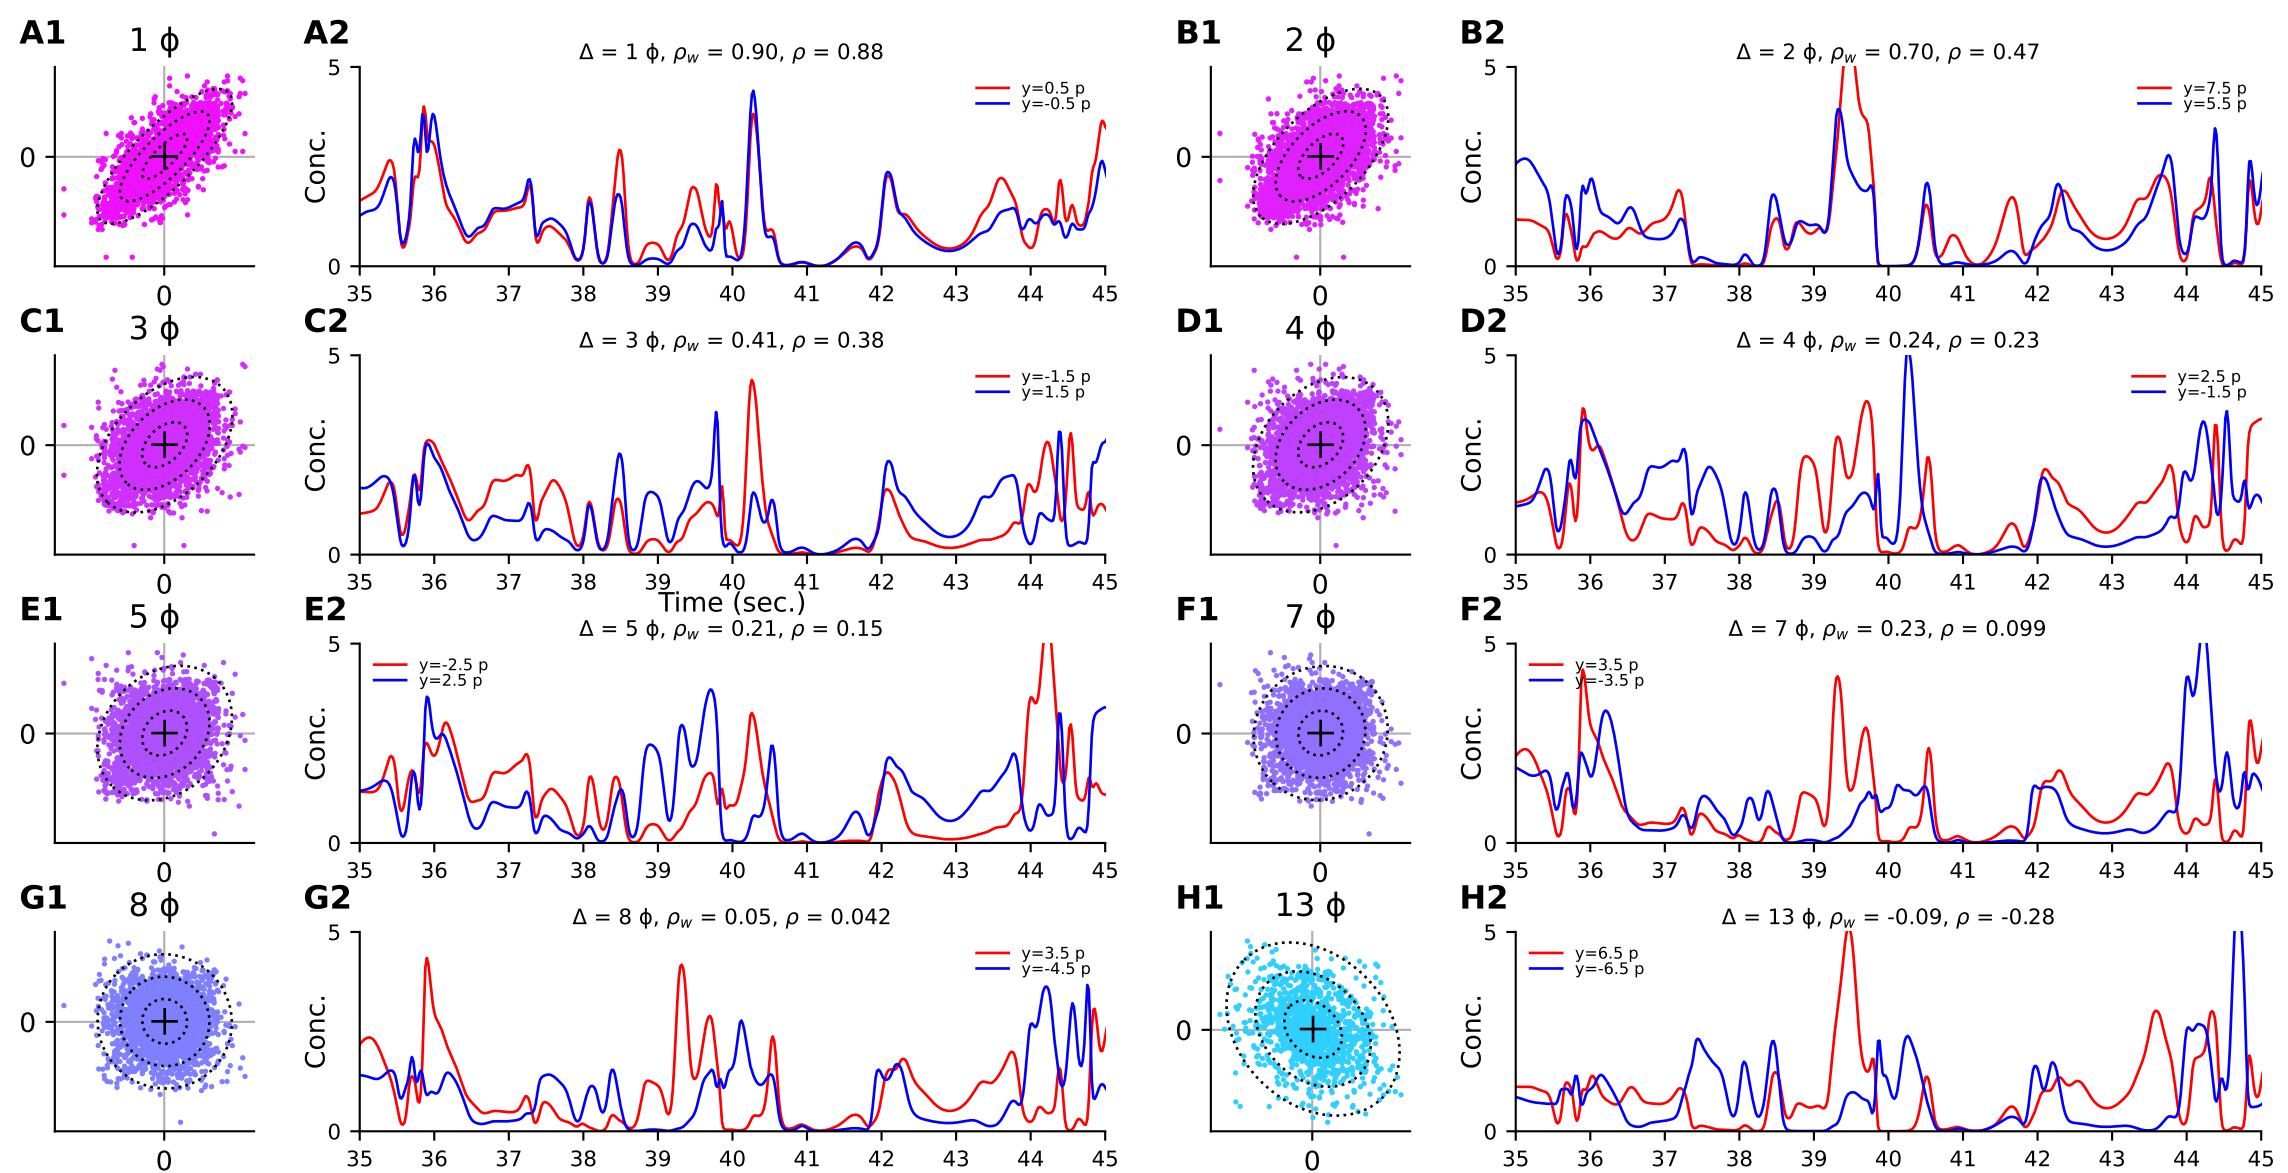 A1
1 ϕ
0
0
A2
Δ = 1 ϕ, ρw = 0.90, ρ = 0.88
5
0
Conc.
y=0.5 p
y=-0.5 p
35 36 37 38 39 40 41 42 43 44 45
B1
2 ϕ
0
0
B2
Δ = 2 ϕ, ρw = 0.70, ρ = 0.47
5
0
Conc.
y=7.5 p
y=5.5 p
35 36 37 38 39 40 41 42 43 44 45
C1
3 ϕ
0
0
C2
Δ = 3 ϕ, ρw = 0.41, ρ = 0.38
5
0
Conc.
y=-1.5 p
y=1.5 p
35 36 37 38 39 40 41 42 43 44 45
Time (sec.)
D1
4 ϕ
0
0
D2
Δ = 4 ϕ, ρw = 0.24, ρ = 0.23
5
0
Conc.
y=2.5 p
y=-1.5 p
35 36 37 38 39 40 41 42 43 44 45
E1
5 ϕ
0
0
E2
Δ = 5 ϕ, ρw = 0.21, ρ = 0.15
5
0
Conc.
y=-2.5 p
y=2.5 p
35 36 37 38 39 40 41 42 43 44 45
F1
7 ϕ
0
0
F2
Δ = 7 ϕ, ρw = 0.23, ρ = 0.099
5
0
Conc.
y=3.5 p
y=-3.5 p
35 36 37 38 39 40 41 42 43 44 45
G1
8 ϕ
0
0
G2
Δ = 8 ϕ, ρw = 0.05, ρ = 0.042
5
0
Conc.
y=3.5 p
y=-4.5 p
35 36 37 38 39 40 41 42 43 44 45
H1
13 ϕ
0
0
H2
Δ = 13 ϕ, ρw = -0.09, ρ = -0.28
5
0
Conc.
y=6.5 p
y=-6.5 p
35 36 37 38 39 40 41 42 43 44 45